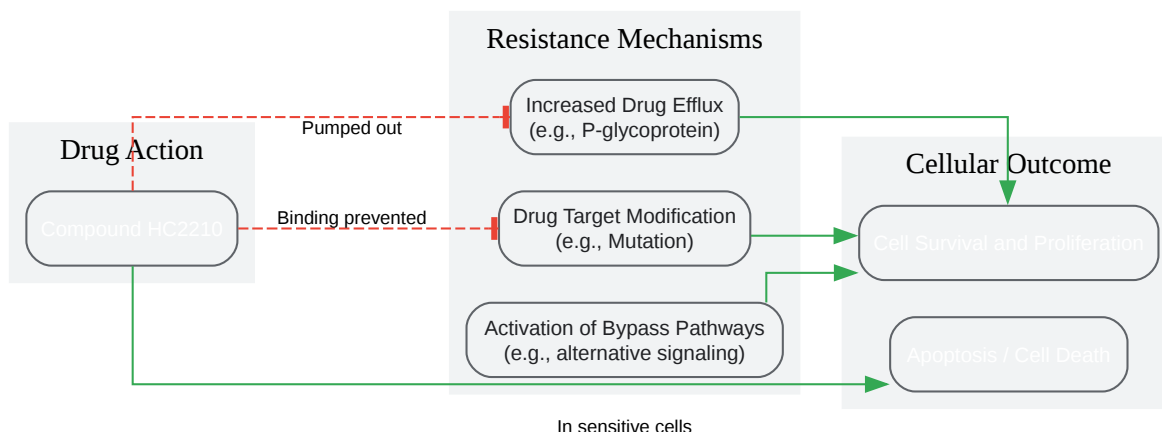 Resistance Mechanisms
Increased Drug Efflux
(e.g., P-glycoprotein)
Pumped out
Drug Action
Cellular Outcome
Compound HC2210
Binding prevented
Drug Target Modification
(e.g., Mutation)
Cell Survival and Proliferation
Activation of Bypass Pathways
(e.g., alternative signaling)
Apoptosis / Cell Death
In sensitive cells